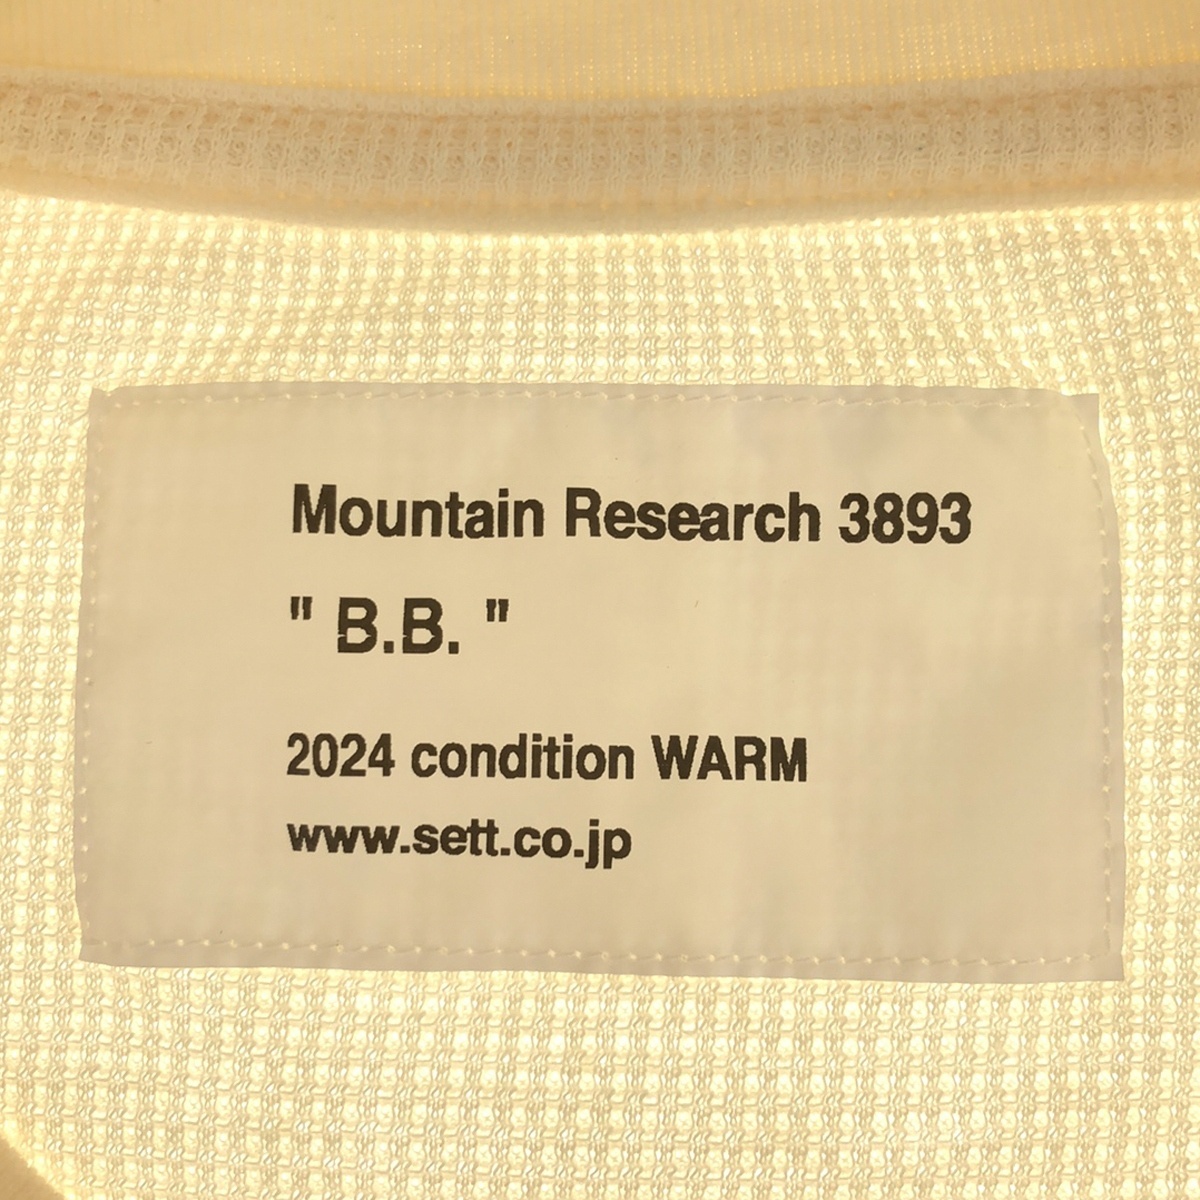 Mountain Research 3893
" B.B. "
2024 condition WARM
www.sett.co.jp